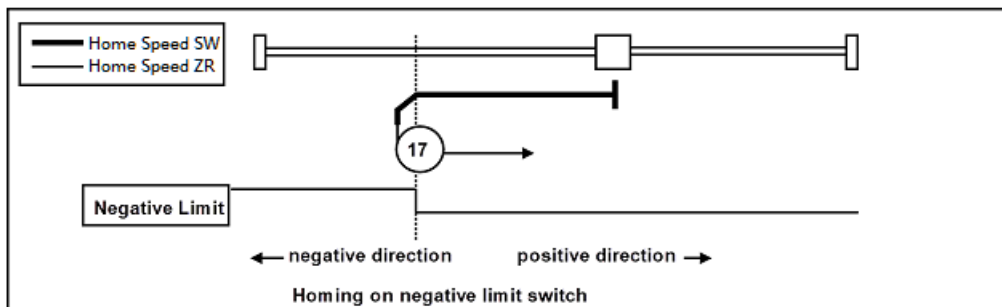 Home Speed SW
Home Speed ZR
17
Negative Limit
negative direction
positive direction
Homing on negative limit switch